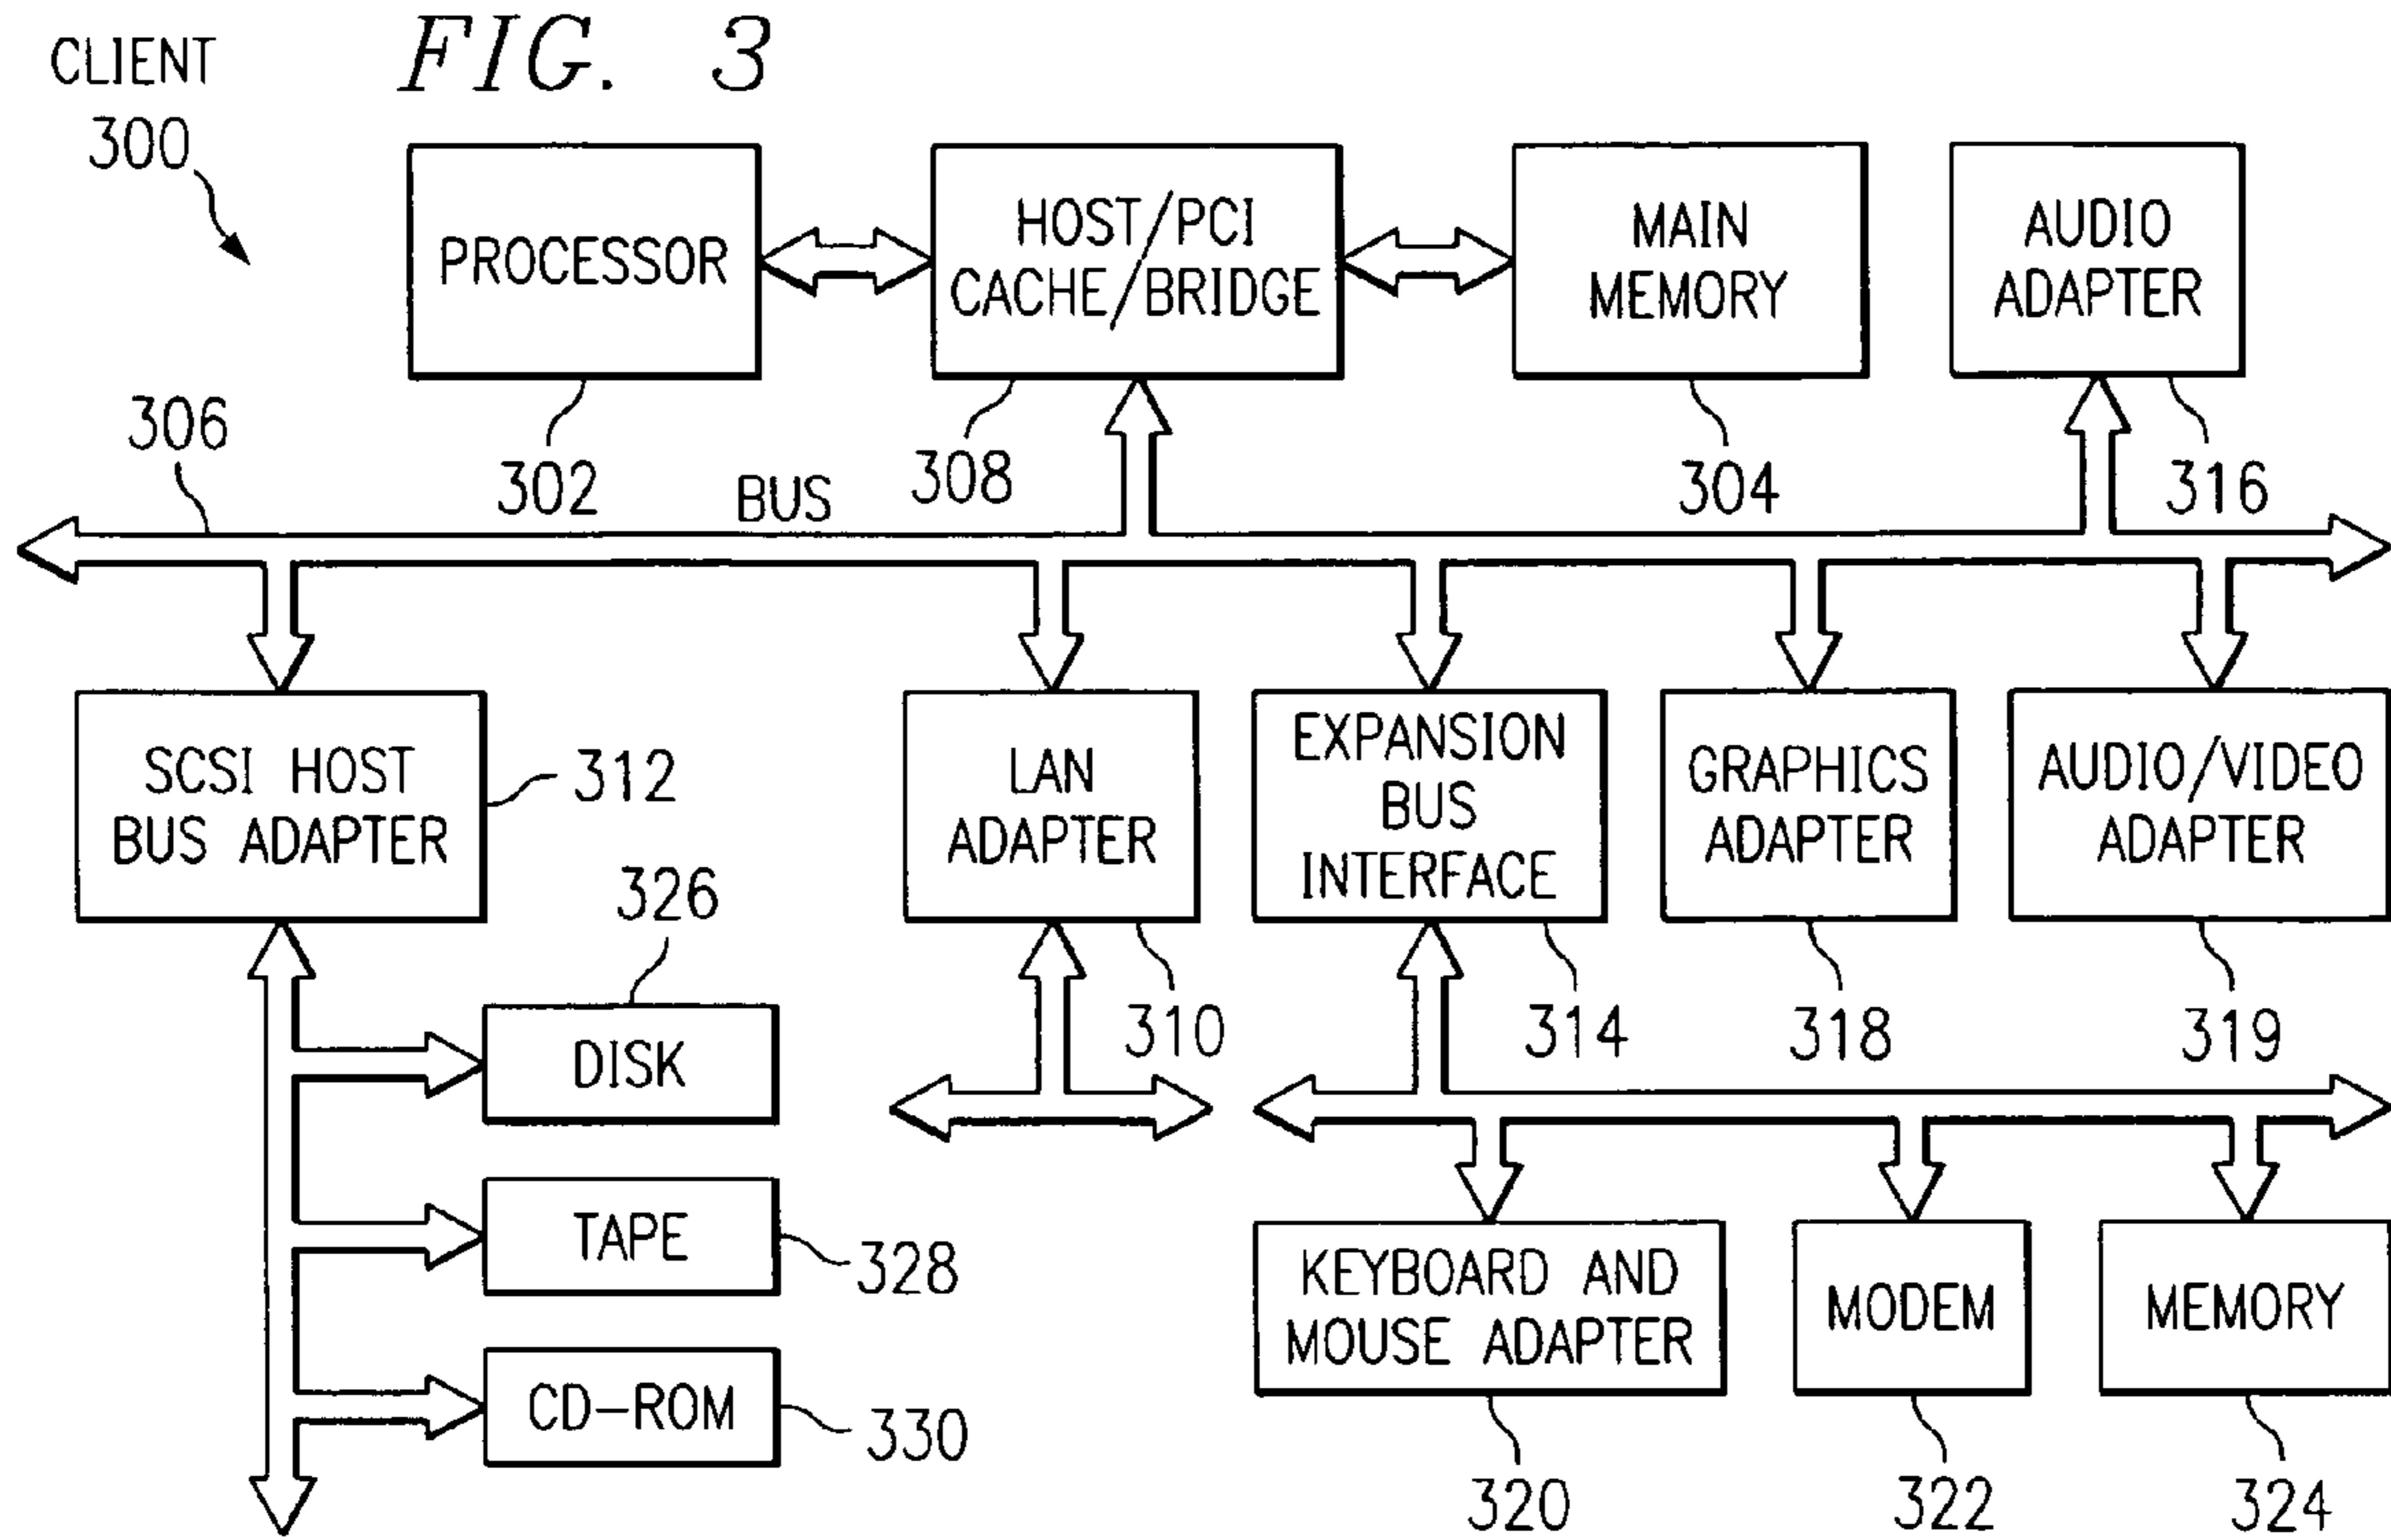 CLIENT
300
FIG. 3
PROCESSOR
302
HOST/PCI
CACHE/BRIDGE
308
MAIN
MEMORY
304
AUDIO
ADAPTER
316
306
BUS
SCSI HOST
BUS ADAPTER
312
LAN
ADAPTER
310
EXPANSION
BUS
INTERFACE
314
GRAPHICS
ADAPTER
318
AUDIO/VIDEO
ADAPTER
319
326
DISK
TAPE
328
CD-ROM
330
KEYBOARD AND
MOUSE ADAPTER
320
MODEM
322
MEMORY
324